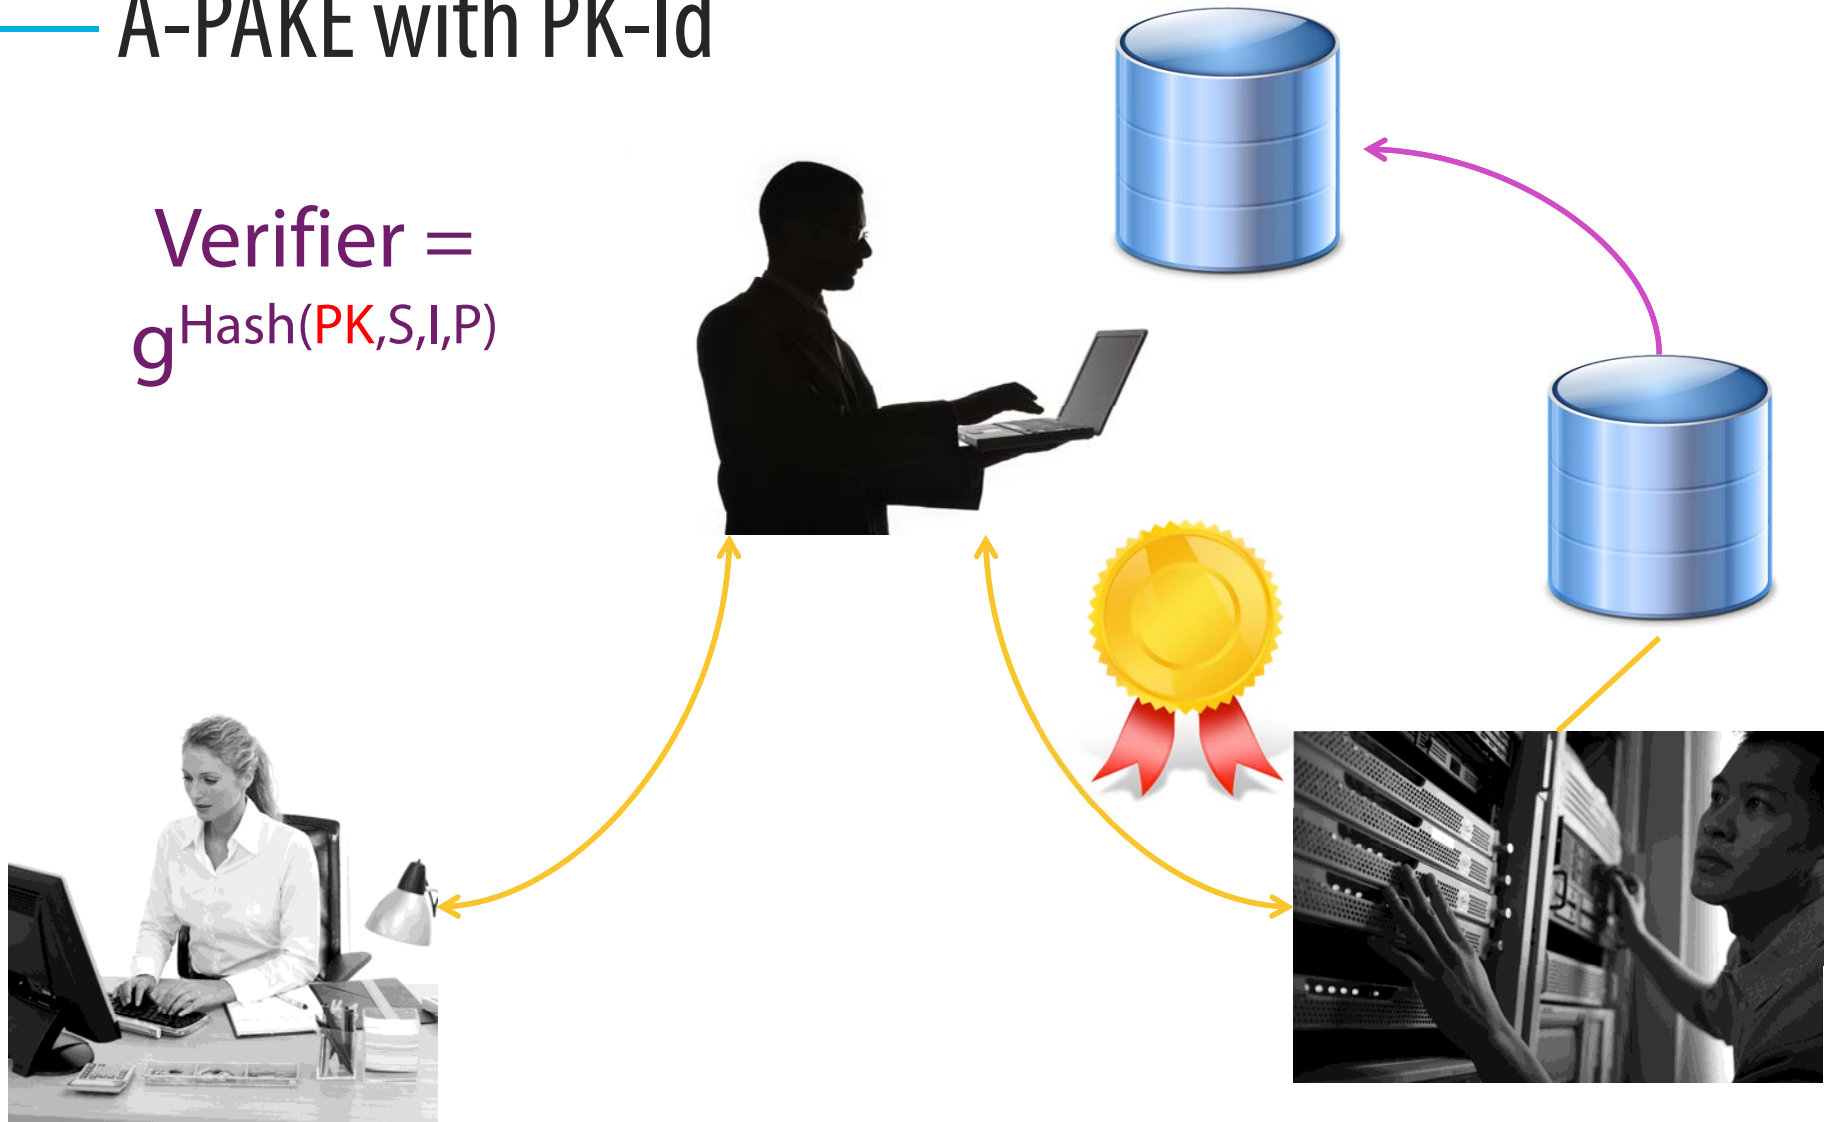 A-PAKE with PK-Id
Verifier =
gHash(PK,S,I,P)